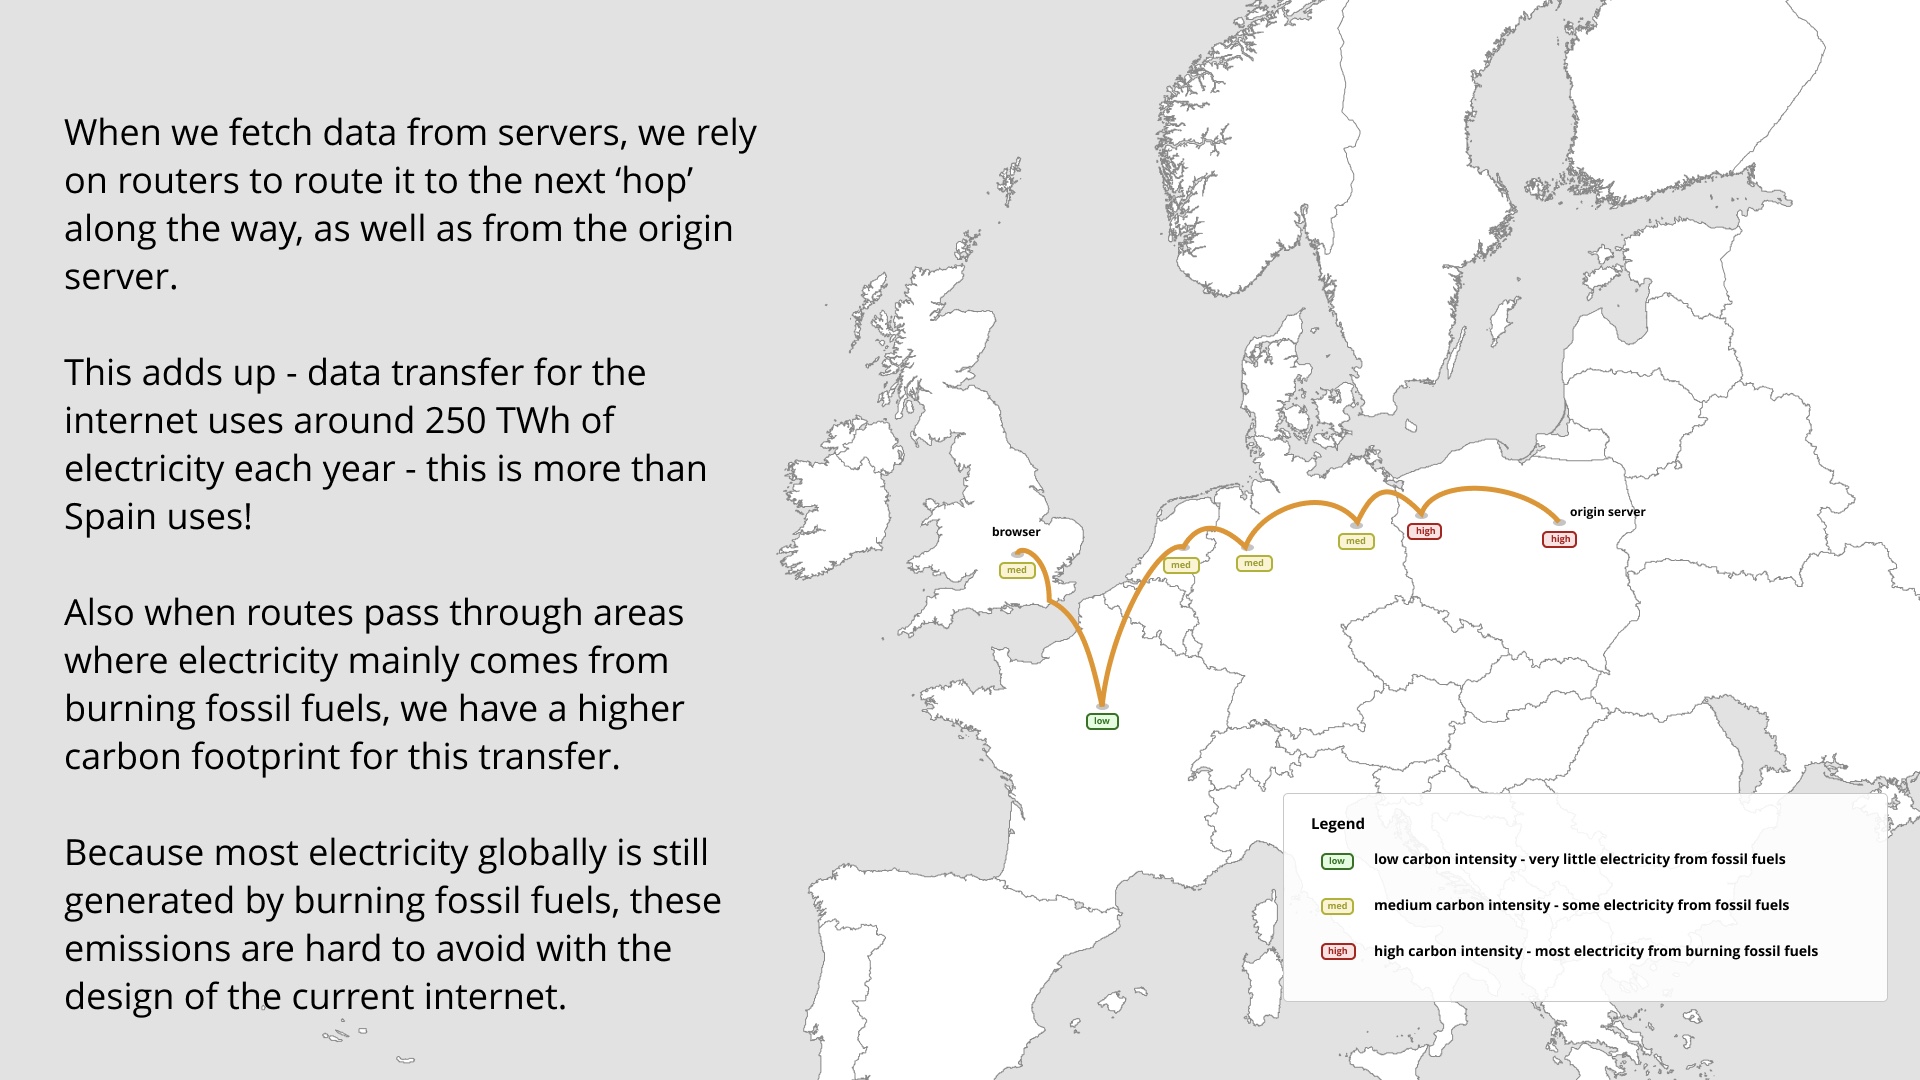 When we fetch data from servers, we rely
on routers to route it to the next ‘hop’
along the way, as well as from the origin
server.
This adds up - data transfer for the
internet uses around 250 TWh of
electricity each year - this is more than
Spain uses!
Also when routes pass through areas
where electricity mainly comes from
burning fossil fuels, we have a higher
carbon footprint for this transfer.
Because most electricity globally is still
generated by burning fossil fuels, these
emissions are hard to avoid with the
design of the current internet.
browser
med
low
med
med
med
high
origin server
high
Legend
low low carbon intensity - very little electricity from fossil fuels
med medium carbon intensity - some electricity from fossil fuels
high high carbon intensity - most electricity from burning fossil fuels